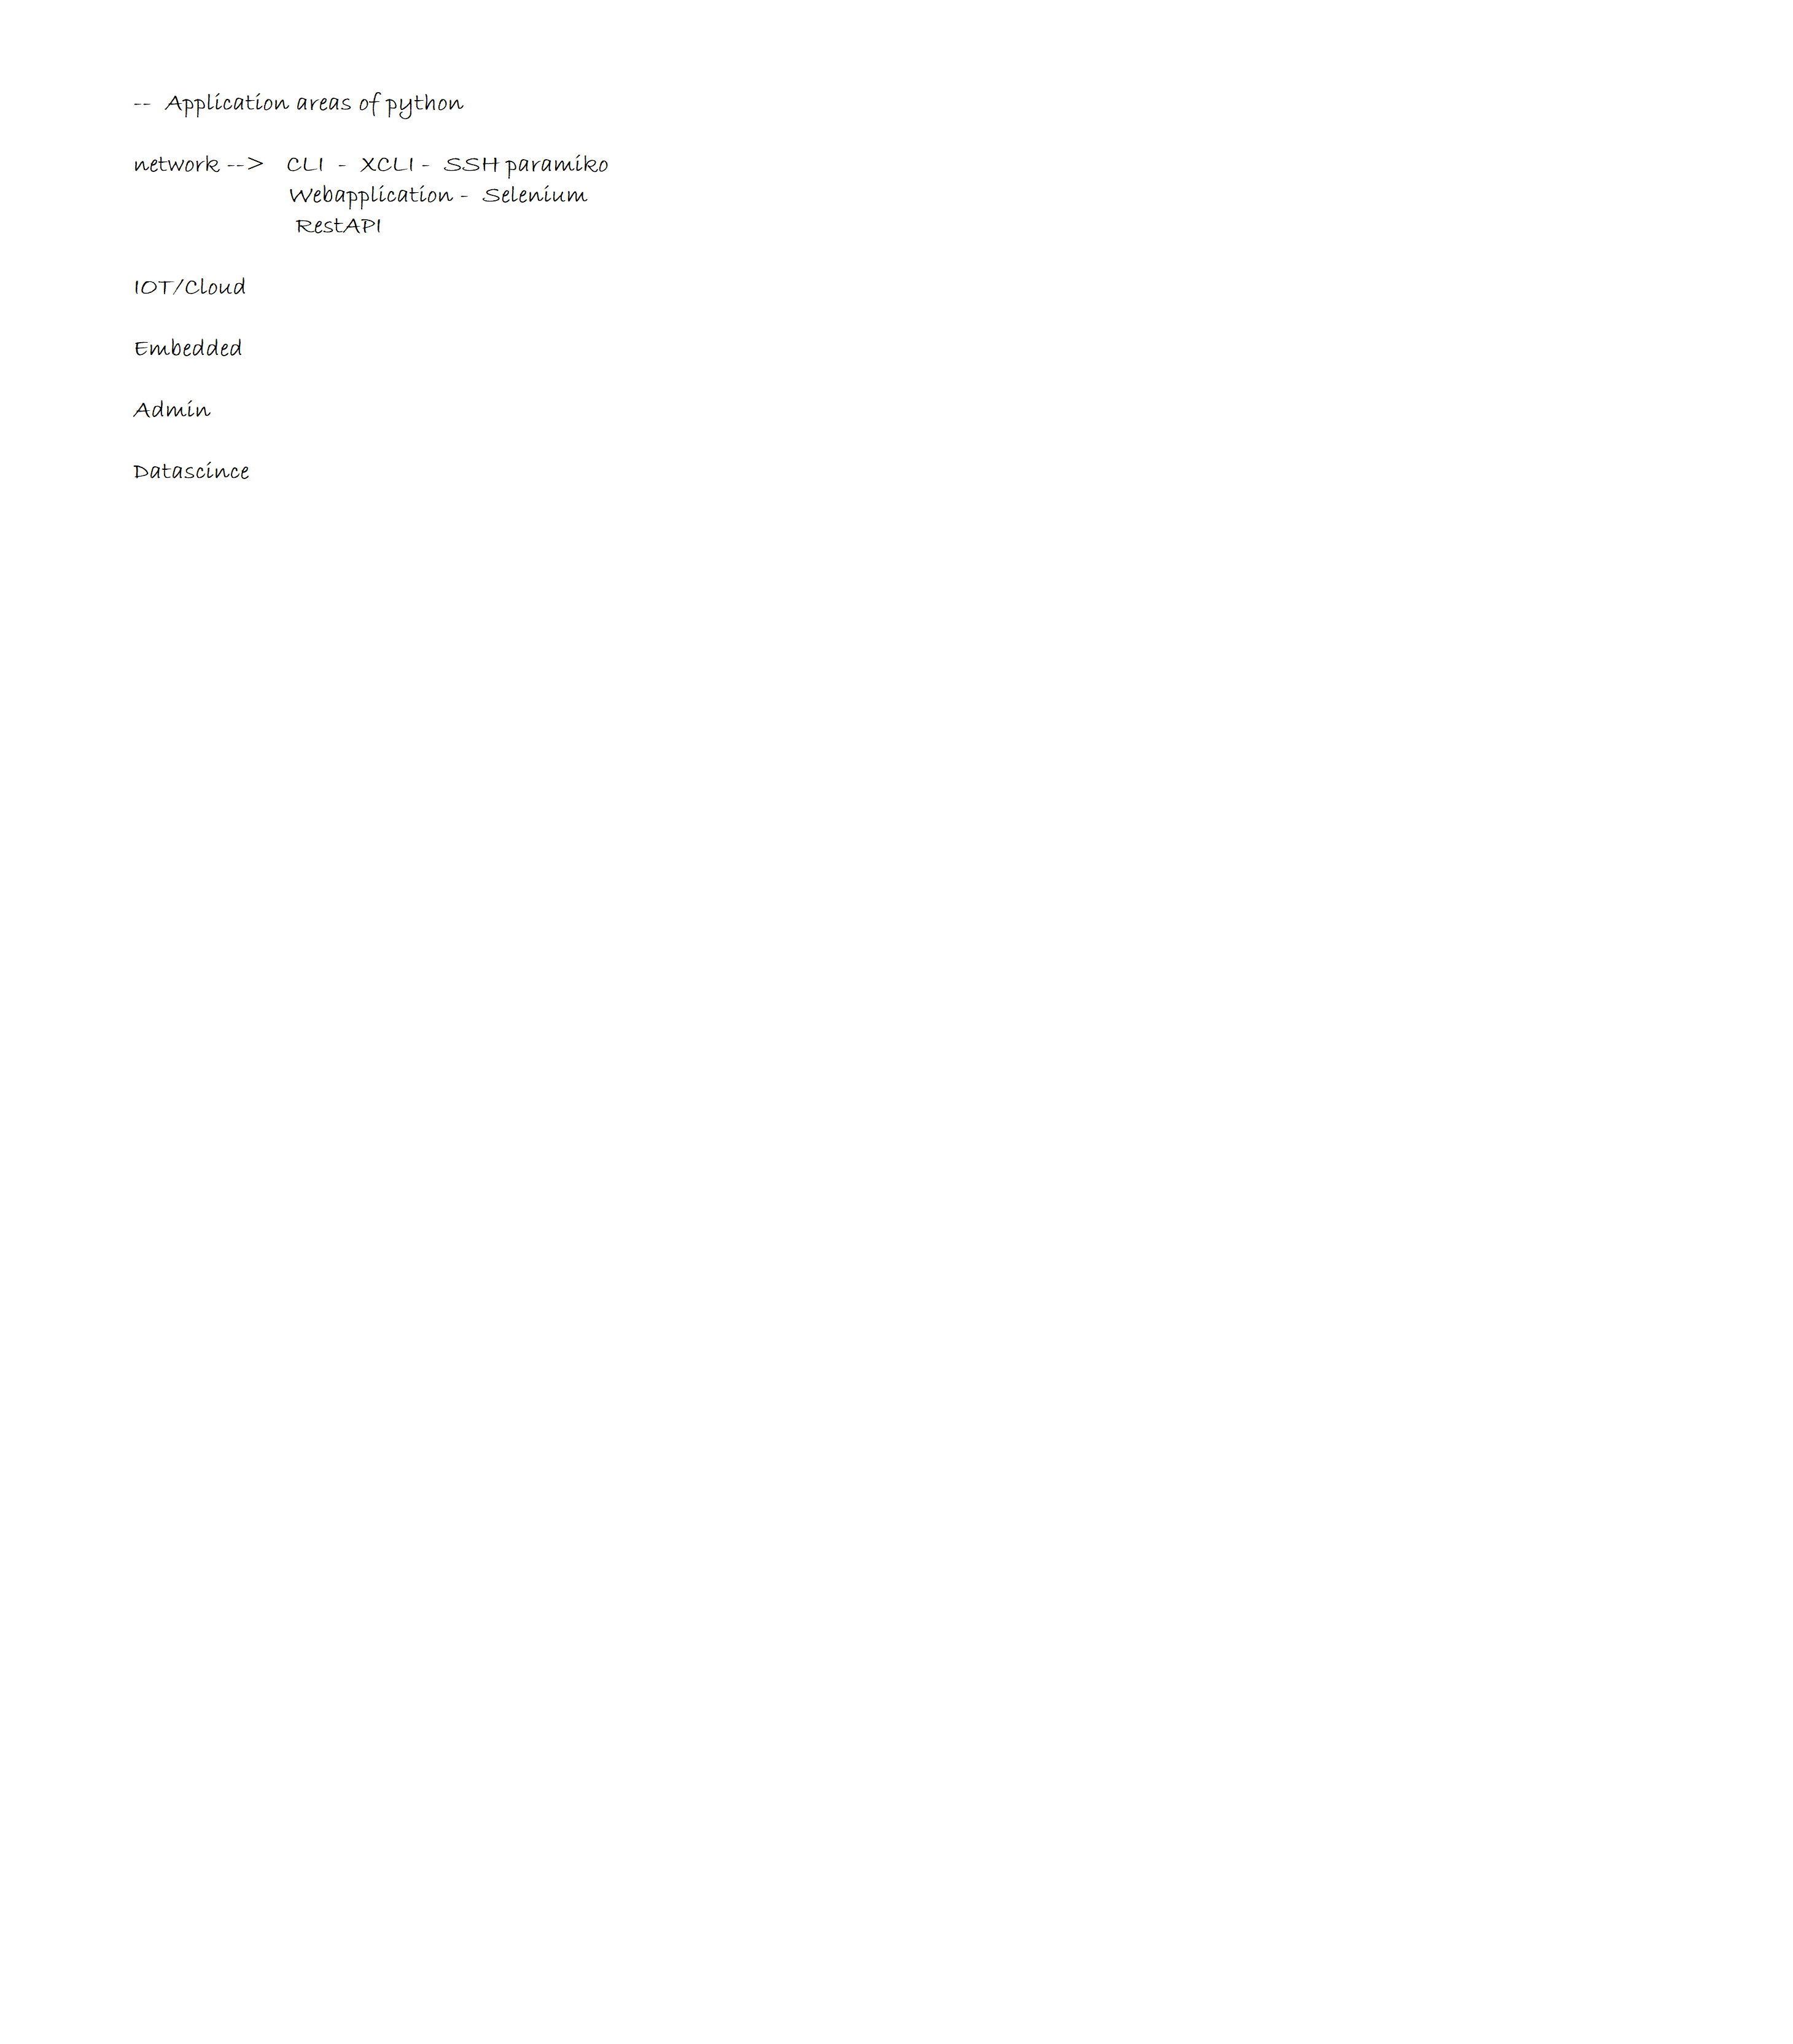 -- Application areas of python
network --> CLI - XCLI - SSH paramiko
Webapplication - Selenium
RestAPI
IOT/Cloud
Embedded
Admin
Datascince